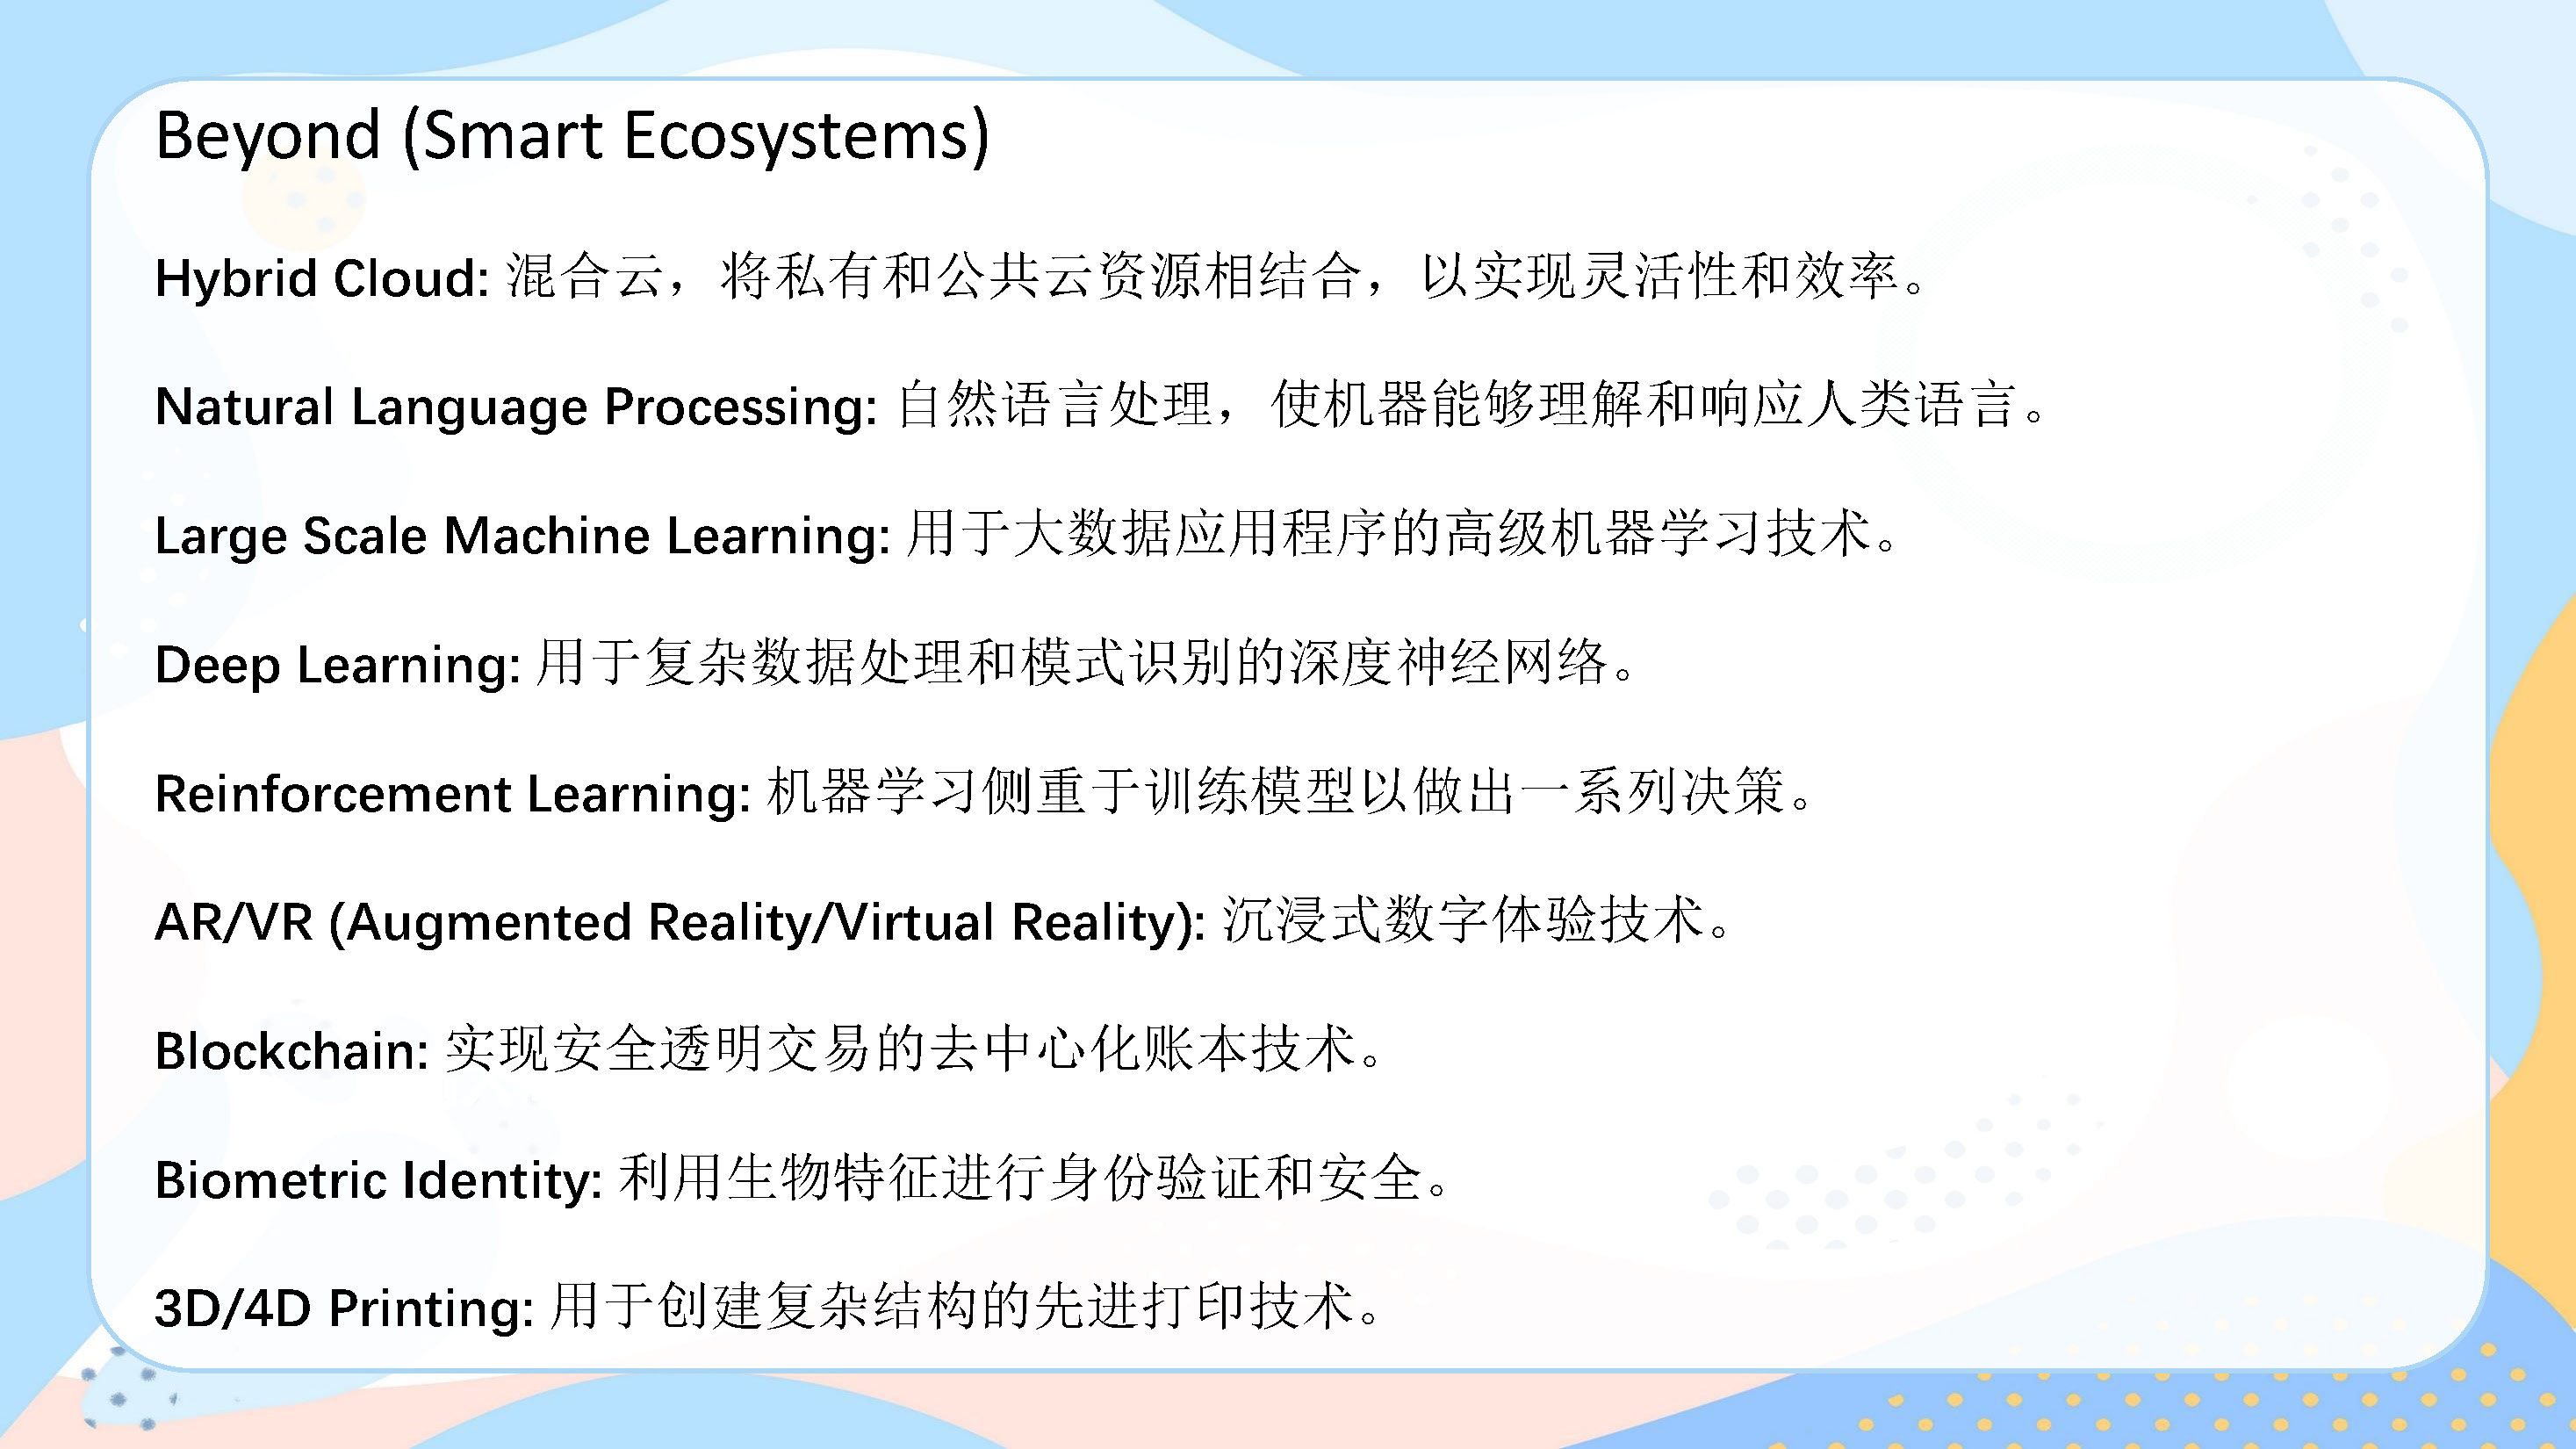 Beyond (Smart Ecosystems)
Hybrid Cloud: 混合云，将私有和公共云资源相结合，以实现灵活性和效率。
Natural Language Processing: 自然语言处理，使机器能够理解和响应人类语言。
Large Scale Machine Learning: 用于大数据应用程序的高级机器学习技术。
Deep Learning: 用于复杂数据处理和模式识别的深度神经网络。
Reinforcement Learning: 机器学习侧重于训练模型以做出一系列决策。
AR/VR (Augmented Reality/Virtual Reality): 沉浸式数字体验技术。
Blockchain: 实现安全透明交易的去中心化账本技术。
Biometric Identity: 利用生物特征进行身份验证和安全。
3D/4D Printing: 用于创建复杂结构的先进打印技术。